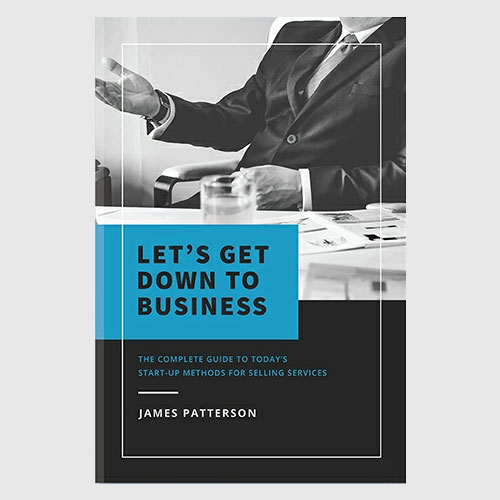 LET’S GET
DOWN TO
BUSINESS
THE COMPLETE GUIDE TO TODAY’S
START-UP METHODS FOR SELLING SERVICES
JAMES PATTERSON